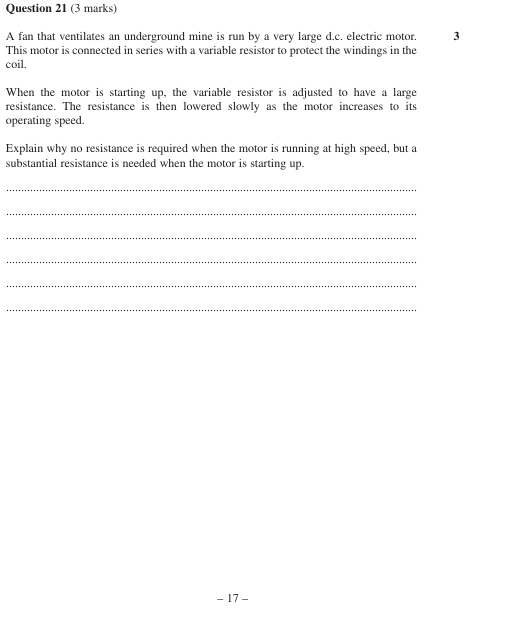 Question 21 (3 marks)
A fan that ventilates an underground mine is run by a very large d.c. electric motor. 3
This motor is connected in series with a variable resistor to protect the windings in the
coil.
When the motor is starting up, the variable resistor is adjusted to have a large
resistance. The resistance is then lowered slowly as the motor increases to its
operating speed.
Explain why no resistance is required when the motor is running at high speed, but a
substantial resistance is needed when the motor is starting up.
– 17 –